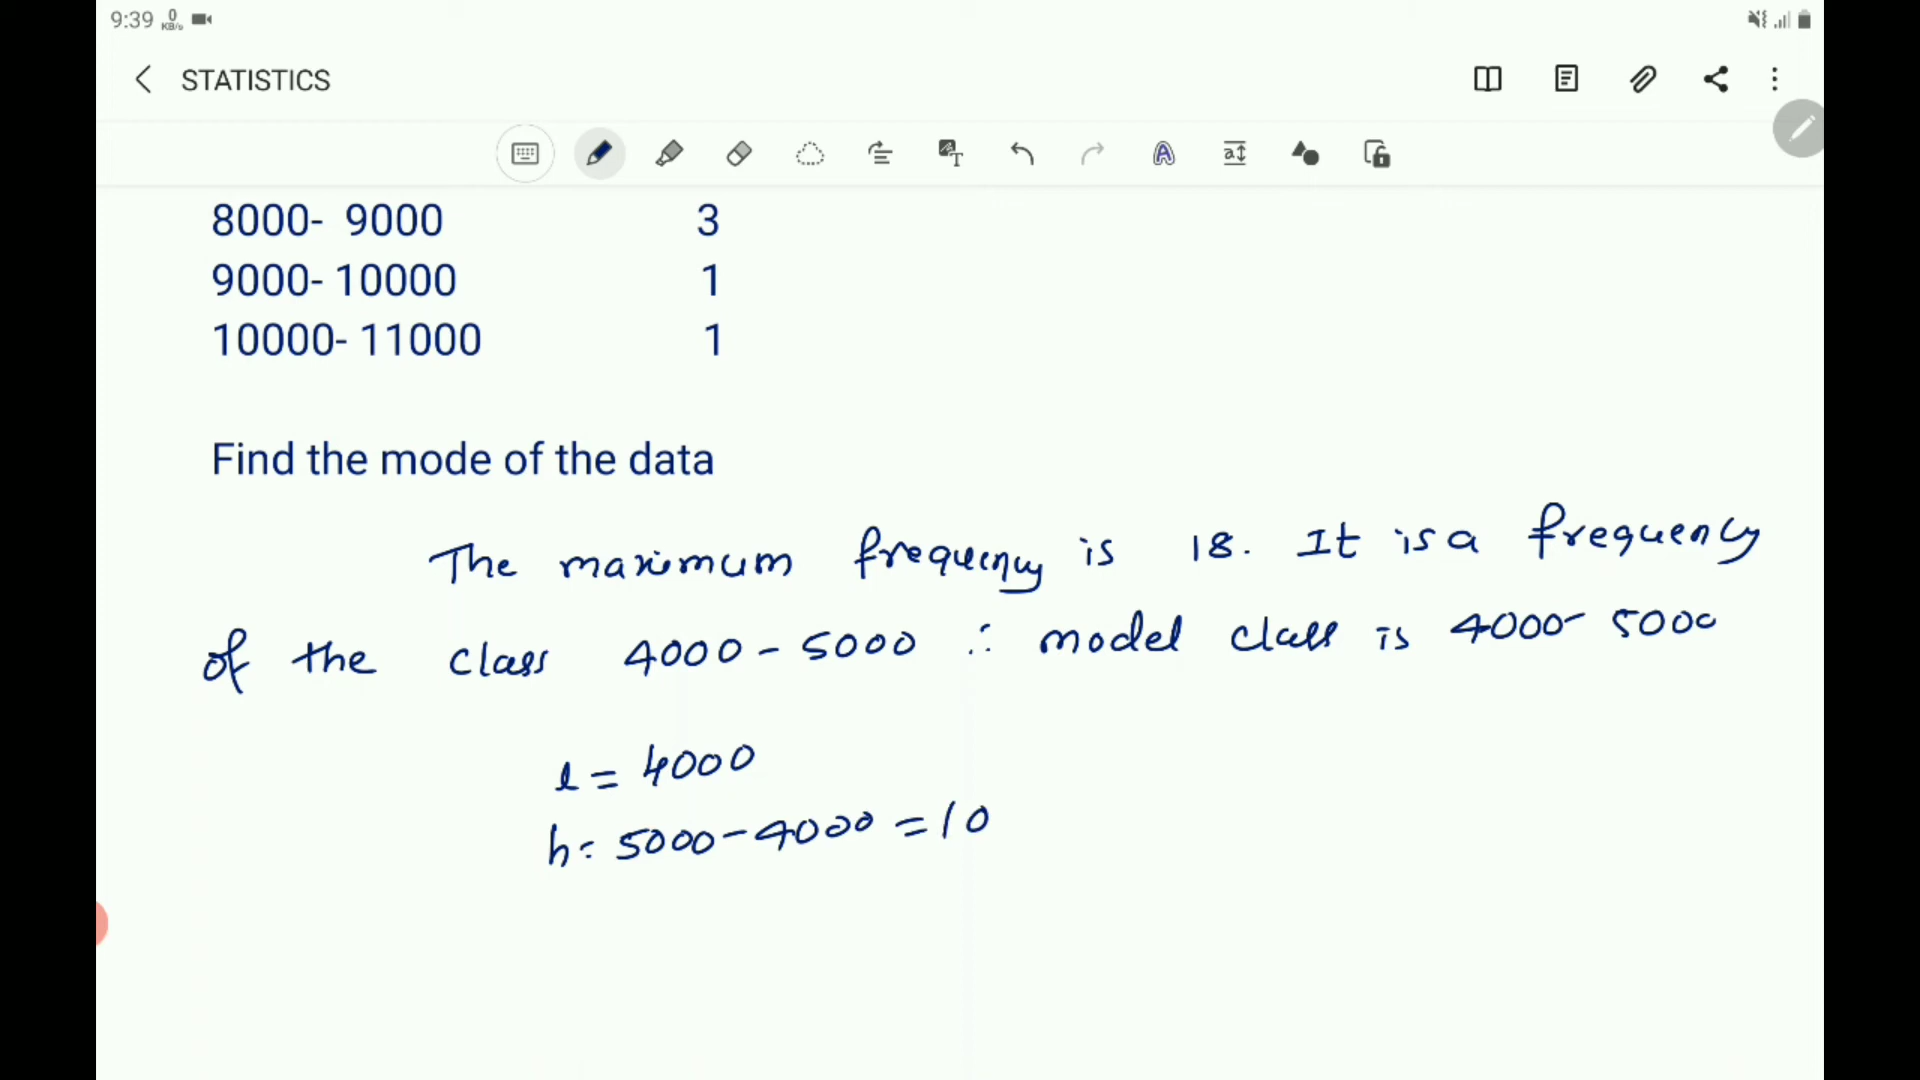 9:39 0 KB/s
STATISTICS
8000- 9000 3
9000- 10000 1
10000- 11000 1
Find the mode of the data
The maximum frequency is 18. It is a frequency
of the class 4000 - 5000 ∴ model class is 4000 - 5000
l = 4000
h = 5000 - 4000 = 10